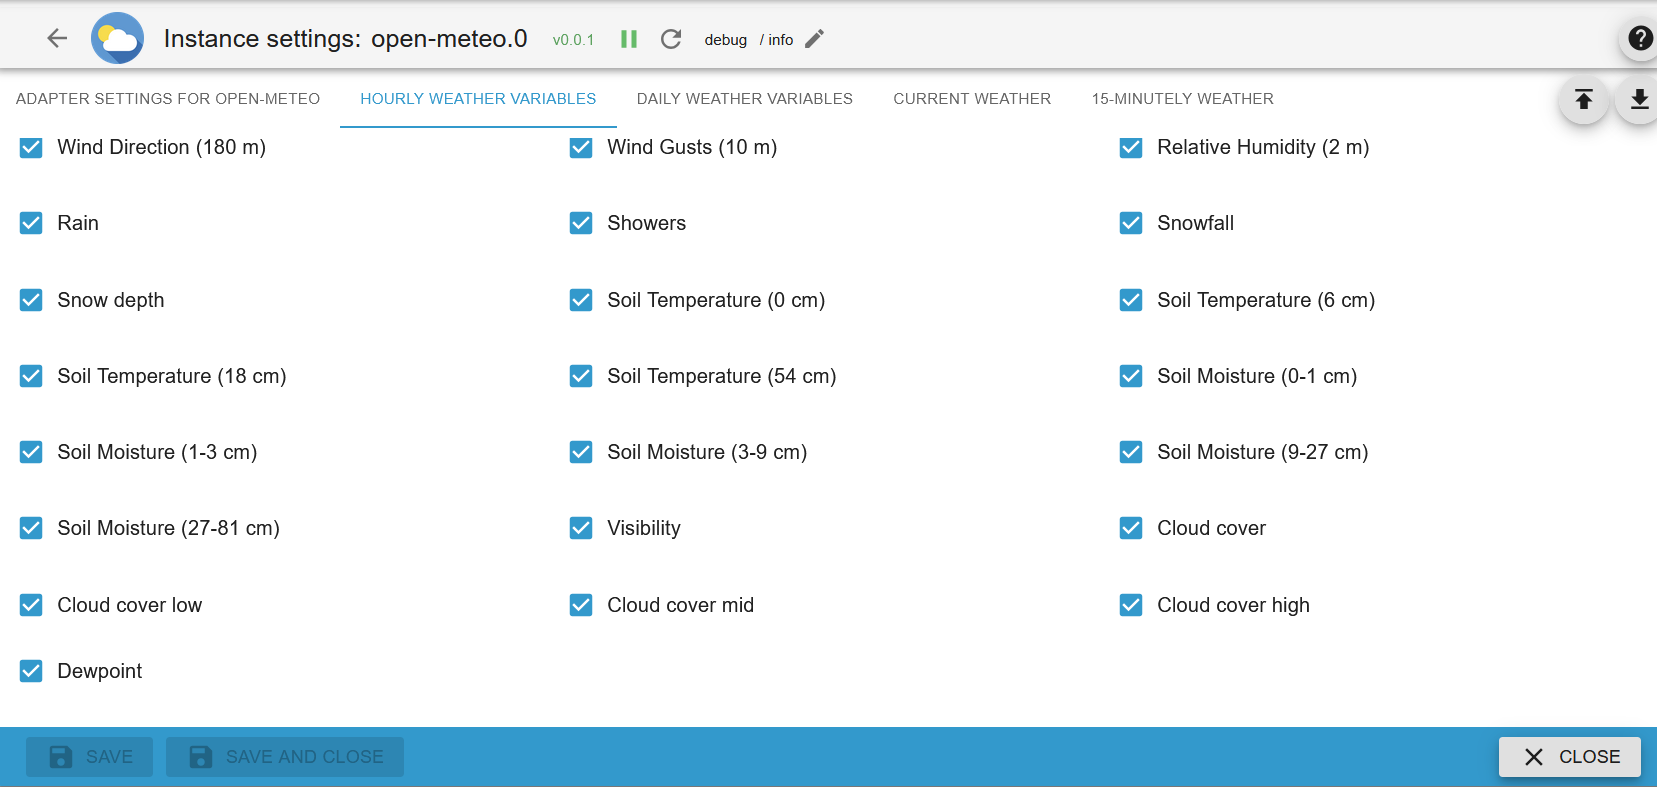 Instance settings: open-meteo.0 v0.0.1 debug / info
ADAPTER SETTINGS FOR OPEN-METEO HOURLY WEATHER VARIABLES DAILY WEATHER VARIABLES CURRENT WEATHER 15-MINUTELY WEATHER
Wind Direction (180 m) Wind Gusts (10 m) Relative Humidity (2 m)
Rain Showers Snowfall
Snow depth Soil Temperature (0 cm) Soil Temperature (6 cm)
Soil Temperature (18 cm) Soil Temperature (54 cm) Soil Moisture (0-1 cm)
Soil Moisture (1-3 cm) Soil Moisture (3-9 cm) Soil Moisture (9-27 cm)
Soil Moisture (27-81 cm) Visibility Cloud cover
Cloud cover low Cloud cover mid Cloud cover high
Dewpoint
SAVE SAVE AND CLOSE CLOSE